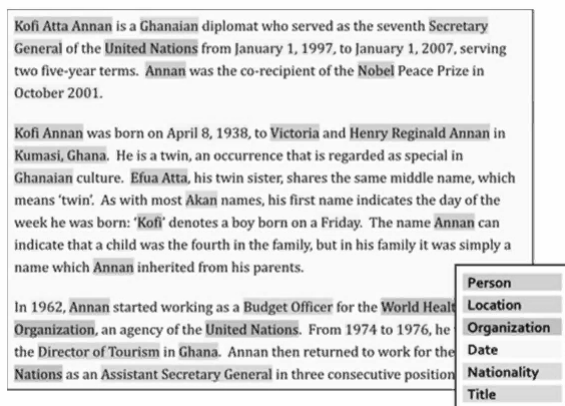 Kofi Atta Annan is a Ghanaian diplomat who served as the seventh Secretary
General of the United Nations from January 1, 1997, to January 1, 2007, serving
two five-year terms. Annan was the co-recipient of the Nobel Peace Prize in
October 2001.
Kofi Annan was born on April 8, 1938, to Victoria and Henry Reginald Annan in
Kumasi, Ghana. He is a twin, an occurrence that is regarded as special in
Ghanaian culture. Efua Atta, his twin sister, shares the same middle name, which
means ‘twin’. As with most Akan names, his first name indicates the day of the
week he was born: ‘Kofi’ denotes a boy born on a Friday. The name Annan can
indicate that a child was the fourth in the family, but in his family it was simply a
name which Annan inherited from his parents.
In 1962, Annan started working as a Budget Officer for the World Healt
Organization, an agency of the United Nations. From 1974 to 1976, he
the Director of Tourism in Ghana. Annan then returned to work for the
Nations as an Assistant Secretary General in three consecutive position
Person
Location
Organization
Date
Nationality
Title